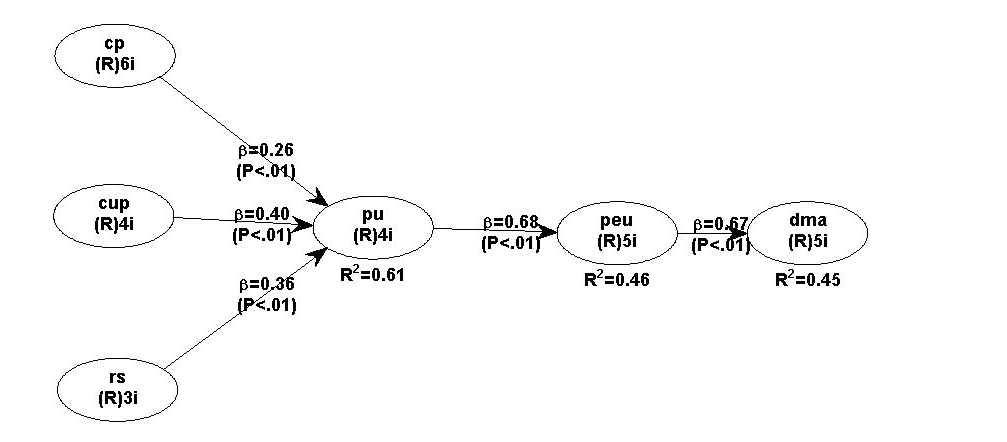 cp
(R)6i
β=0.26
(P<.01)
cup
(R)4i
β=0.40
(P<.01)
pu
(R)4i
R²=0.61
β=0.68
(P<.01)
peu
(R)5i
R²=0.46
β=0.67
(P<.01)
dma
(R)5i
R²=0.45
β=0.36
(P<.01)
rs
(R)3i